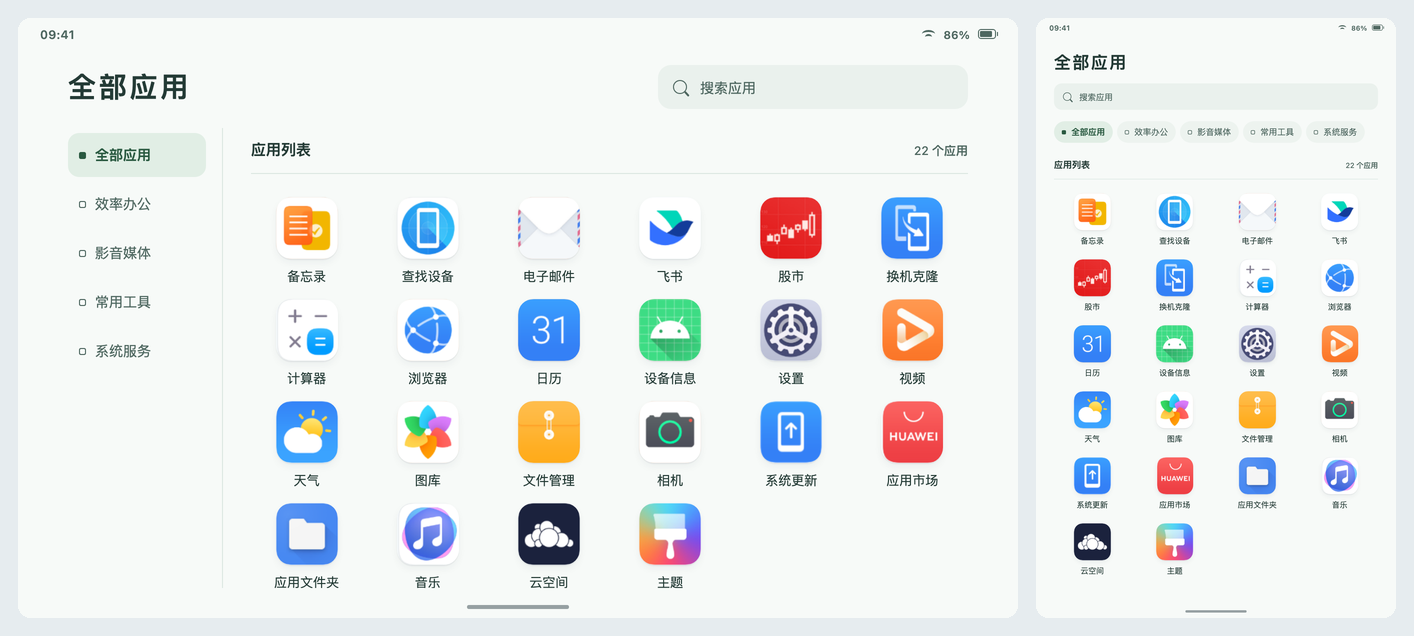 09:41
86%
全部应用
搜索应用
全部应用
效率办公
影音媒体
常用工具
系统服务
应用列表
22 个应用
备忘录
查找设备
电子邮件
飞书
股市
换机克隆
31
计算器
浏览器
日历
设备信息
设置
视频
HUAWEI
天气
图库
文件管理
相机
系统更新
应用市场
应用文件夹
音乐
云空间
主题
09:41
86%
全部应用
搜索应用
全部应用
效率办公
影音媒体
常用工具
系统服务
应用列表
22 个应用
备忘录
查找设备
电子邮件
飞书
股市
换机克隆
计算器
浏览器
31
日历
设备信息
设置
视频
天气
图库
文件管理
相机
HUAWEI
系统更新
应用市场
应用文件夹
音乐
云空间
主题